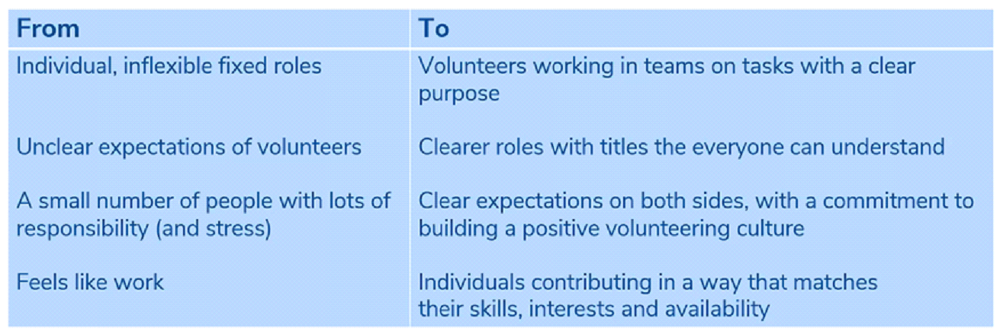 From
To
Individual, inflexible fixed roles
Volunteers working in teams on tasks with a clear
purpose
Unclear expectations of volunteers
Clearer roles with titles the everyone can understand
A small number of people with lots of
responsibility (and stress)
Clear expectations on both sides, with a commitment to
building a positive volunteering culture
Feels like work
Individuals contributing in a way that matches
their skills, interests and availability